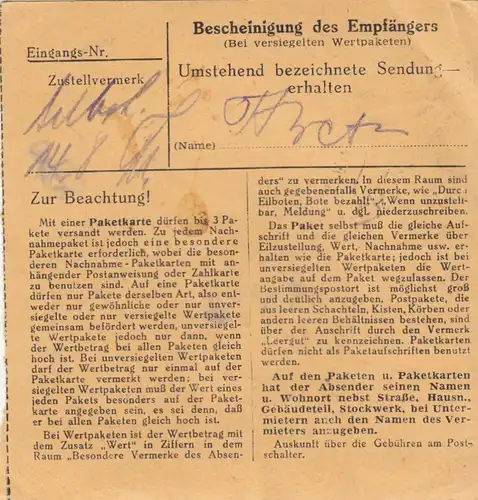 Bescheinigung des Empfängers
(Bei versiegelten Wertpaketen)
Eingangs-Nr.
Zustellvermerk
Umstehend bezeichnete Sendung
erhalten
(Name)
Zur Beachtung!
Mit einer Paketkarte dürfen bis 3 Pa-
kete versandt werden. Zu jedem Nach-
nahmepaket ist jedoch eine besondere
Paketkarte erforderlich, wobei die beson-
deren Nachnahme-Paketkarten mit an-
hängender Postanweisung oder Zahlkarte
zu benutzen sind. Auf eine Paketkarte
dürfen nur Pakete derselben Art, also ent-
weder nur gewöhnliche oder nur unver-
siegelte oder nur versiegelte Wertpakete
gemeinsam befördert werden, unversiegel-
te Wertpakete jedoch nur dann, wenn
der Wertbetrag bei allen Paketen gleich
hoch ist. Bei unversiegelten Wertpaketen
darf der Wertbetrag nur einmal auf der
Paketkarte vermerkt werden; bei ver-
siegelten Wertpaketen muß der Wert eines
jeden Pakets besonders auf der Paket-
karte angegeben sein, es sei denn, daß
er bei allen Paketen gleich hoch ist.
Bei Wertpaketen ist der Wertbetrag mit
dem Zusatz „Wert" in Ziffern in dem
Raum "Besondere Vermerke des Absen-
ders" zu vermerken. In diesem Raum sind
auch gegebenenfalls Vermerke, wie „Durch
Eilboten, Bote bezahlt", „Wenn unzustell-
bar, Meldung" u. dgl. niederzuschreiben.
Das Paket selbst muß die gleiche Auf-
schrift und die gleichen Vermerke über
Eilzustellung, Wert, Nachnahme usw. er-
halten wie die Paketkarte; jedoch ist bei
unversiegelten Wertpaketen die Wert-
angabe auf dem Paket wegzulassen. Der
Bestimmungspostort ist möglichst groß
und deutlich anzugeben, Postpakete, die
aus leeren Schachteln, Kisten, Körben oder
andern leeren Behältnissen bestehen, sind
über der Anschrift durch den Vermerk
„Leergut" zu kennzeichnen. Paketkarten
dürfen nicht als Paketaufschriften benutzt
werden.
Auf den Paketen u. Paketkarten
hat der Absender seinen Namen
u. Wohnort nebst Straße, Hausn.,
Gebäudeteil, Stockwerk, bei Unter-
mietern auch den Namen des Ver-
mieters anzugeben.
Auskunft über die Gebühren am Post-
schalter.